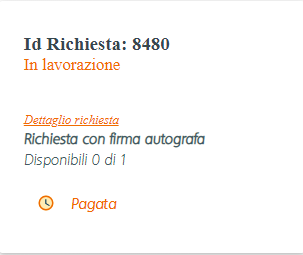 Id Richiesta: 8480
In lavorazione
Dettaglio richiesta
Richiesta con firma autografa
Disponibili 0 di 1
Pagata